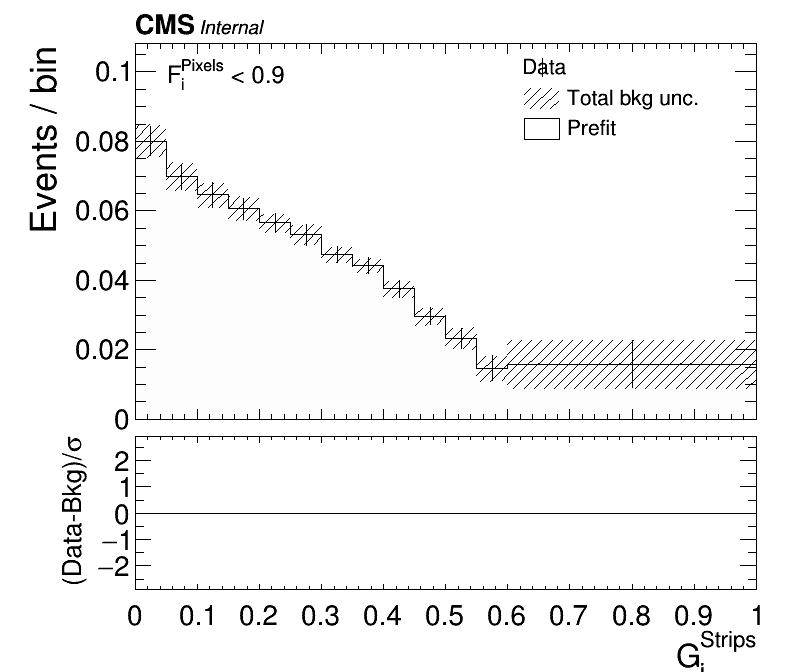 CMS Internal
Events / bin
0.1
0.08
0.06
0.04
0.02
0
F_i^Pixels < 0.9
Data
Total bkg unc.
Prefit
(Data-Bkg)/σ
2
1
0
−1
−2
0 0.1 0.2 0.3 0.4 0.5 0.6 0.7 0.8 0.9 1
G_i^Strips